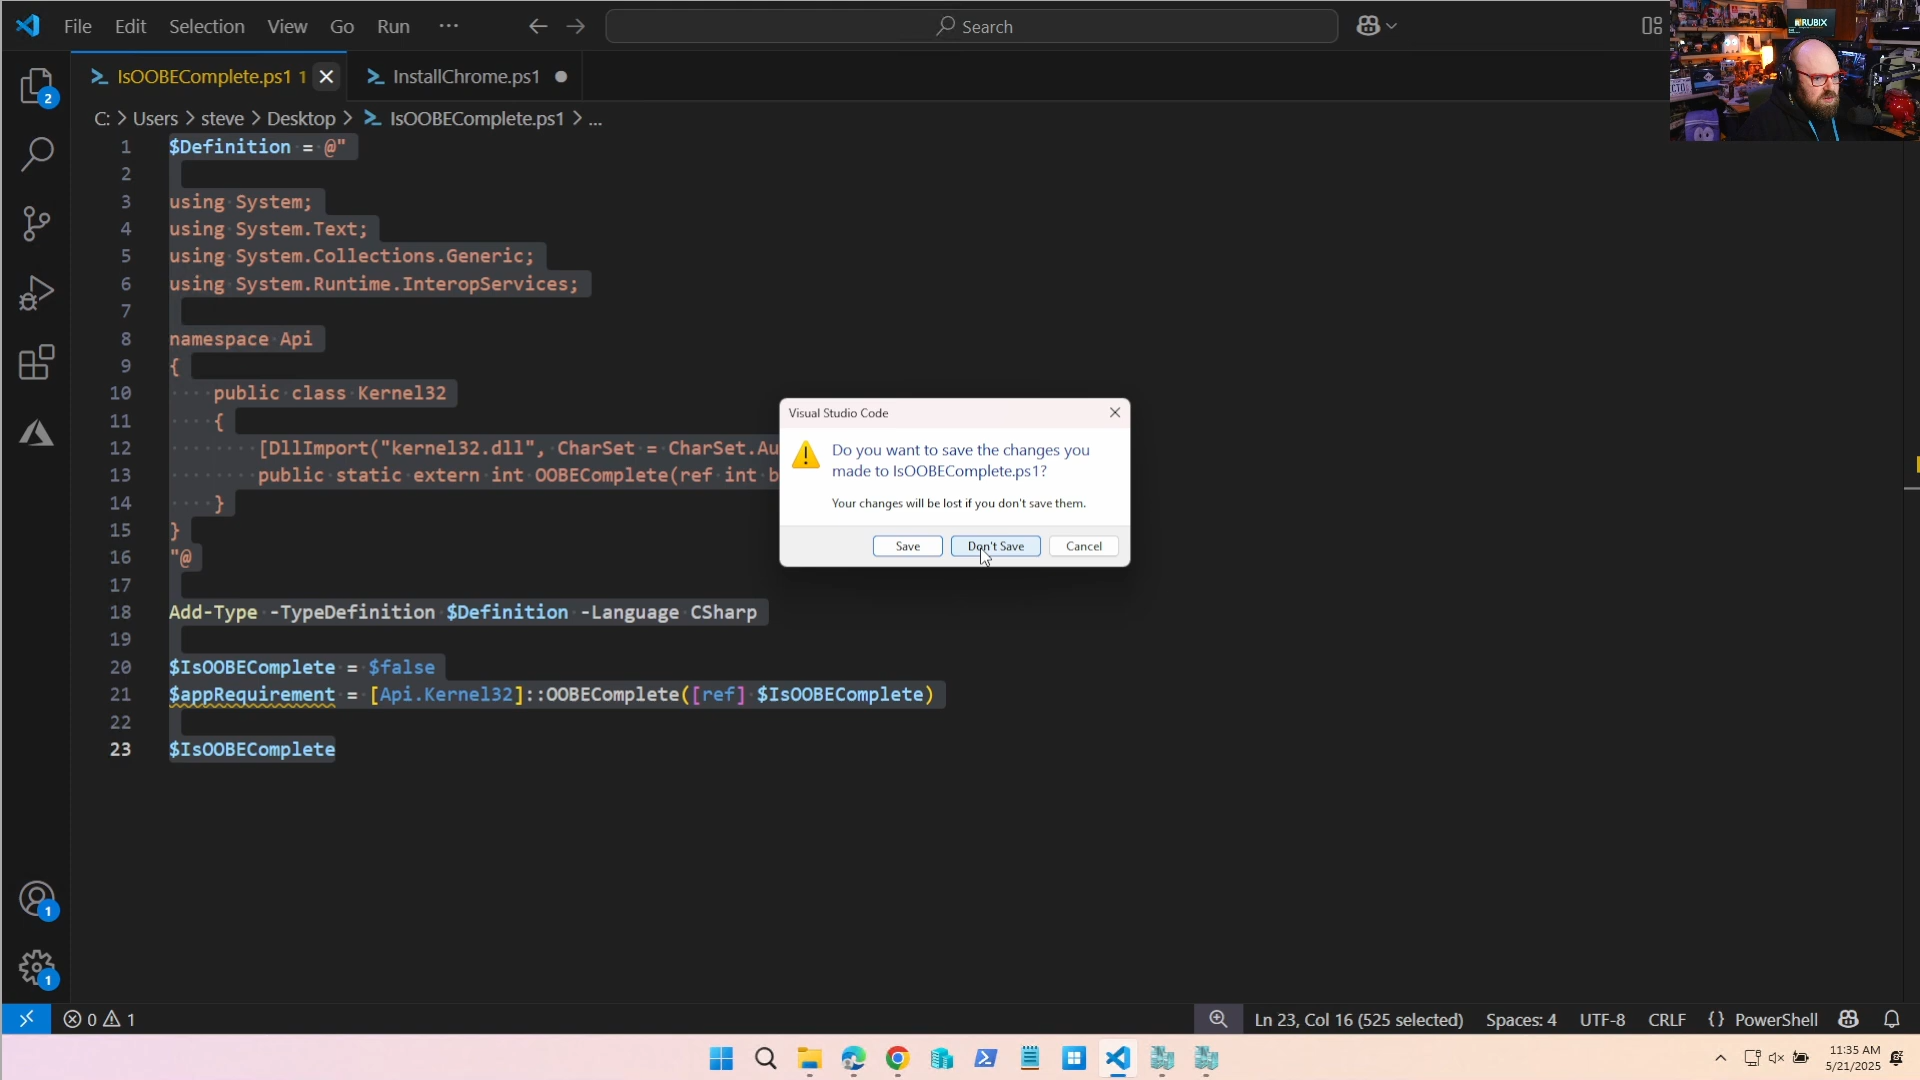 File Edit Selection View Go Run ···
Search
RUBIX
IsOOBEComplete.ps1 1
InstallChrome.ps1
2
C: > Users > steve > Desktop > IsOOBEComplete.ps1 > ...
1 $Definition = @"
2
3 using System;
4 using System.Text;
5 using System.Collections.Generic;
6 using System.Runtime.InteropServices;
7
8 namespace Api
9 {
10 public class Kernel32
11 {
12 [DllImport("kernel32.dll", CharSet = CharSet.Au
13 public static extern int OOBEComplete(ref int b
14 }
15 }
16 "@
17
18 Add-Type -TypeDefinition $Definition -Language CSharp
19
20 $IsOOBEComplete = $false
21 $appRequirement = [Api.Kernel32]::OOBEComplete([ref] $IsOOBEComplete)
22
23 $IsOOBEComplete
Visual Studio Code
Do you want to save the changes you
made to IsOOBEComplete.ps1?
Your changes will be lost if you don't save them.
Save Don't Save Cancel
1
1
0 1
Ln 23, Col 16 (525 selected) Spaces: 4 UTF-8 CRLF {} PowerShell
11:35 AM
5/21/2025